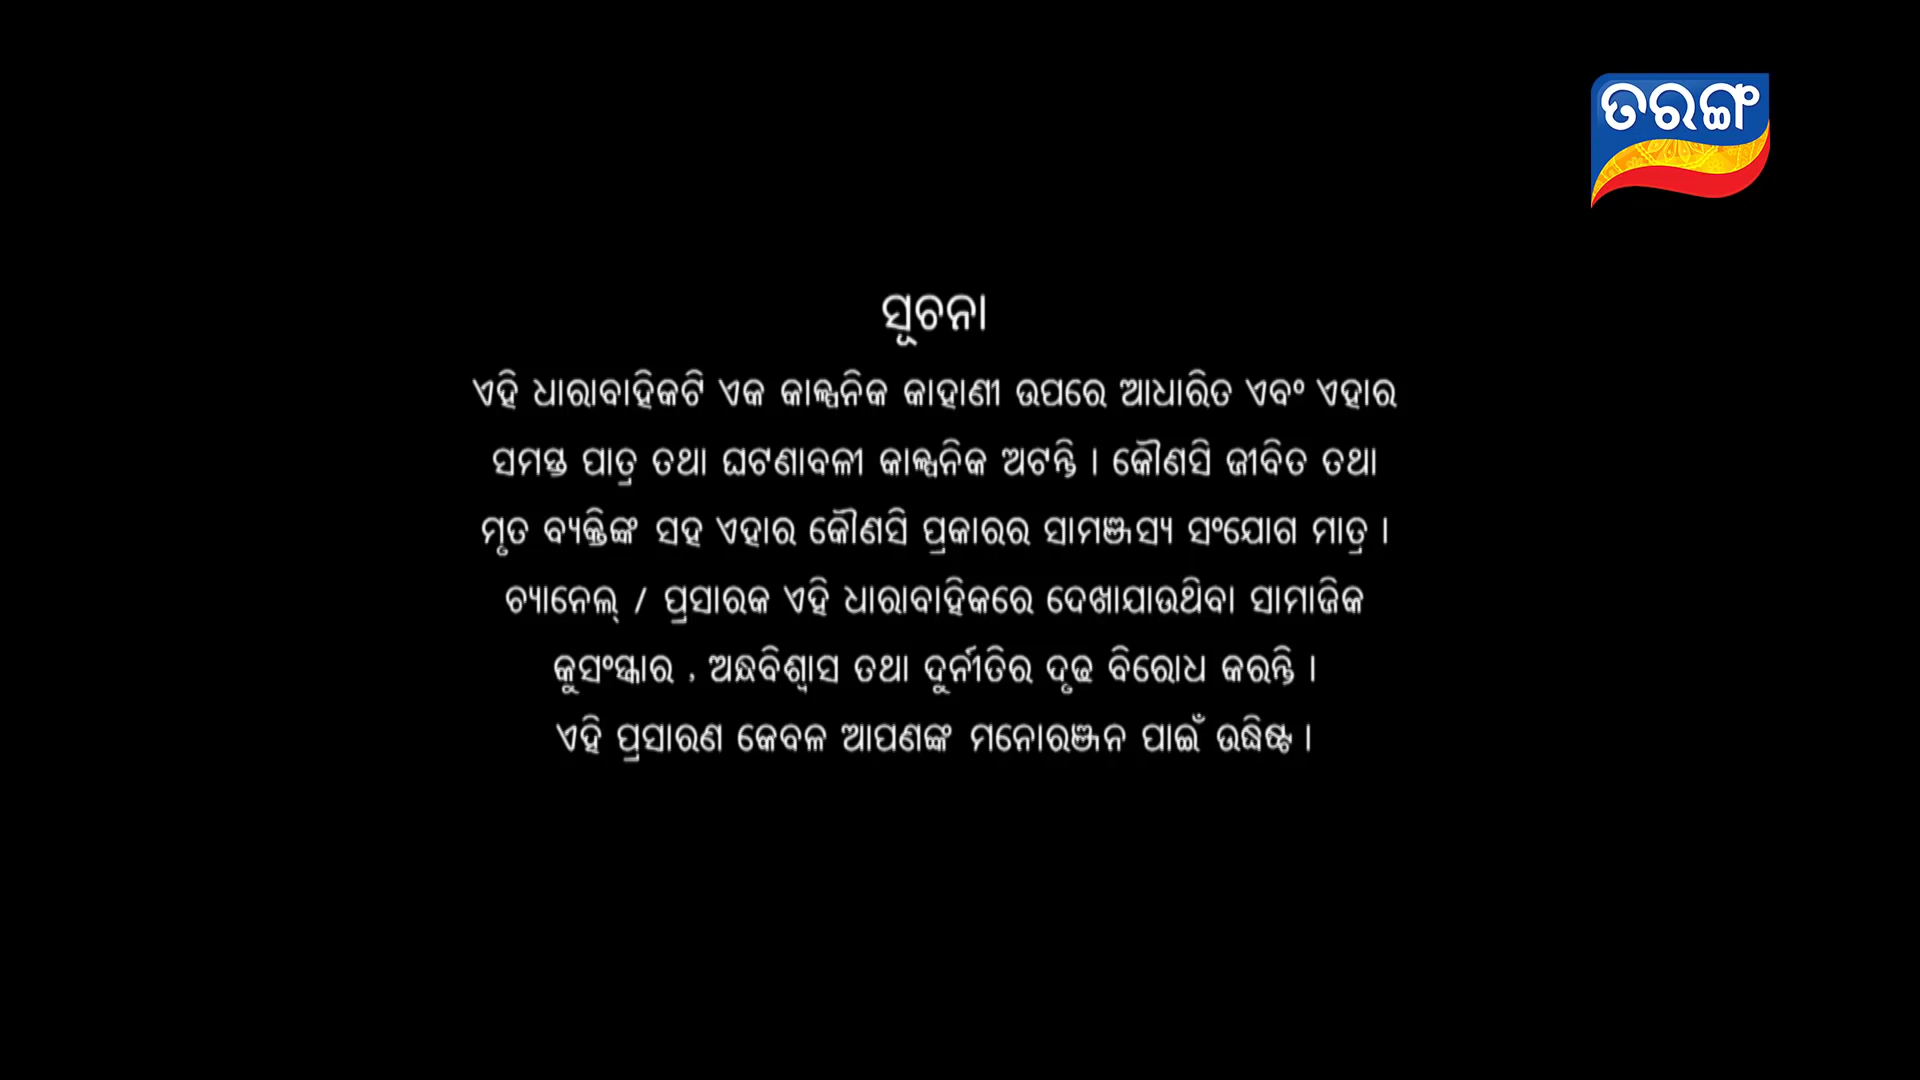 ତରଙ୍ଗ
ସୂଚନା
ଏହି ଧାରାବାହିକଟି ଏକ କାଳ୍ପନିକ କାହାଣୀ ଉପରେ ଆଧାରିତ ଏବଂ ଏହାର
ସମସ୍ତ ପାତ୍ର ତଥା ଘଟଣାବଳୀ କାଳ୍ପନିକ ଅଟନ୍ତି । କୌଣସି ଜୀବିତ ତଥା
ମୃତ ବ୍ୟକ୍ତିଙ୍କ ସହ ଏହାର କୌଣସି ପ୍ରକାରର ସାମଞ୍ଜସ୍ୟ ସଂଯୋଗ ମାତ୍ର ।
ଚ୍ୟାନେଲ୍ / ପ୍ରସାରକ ଏହି ଧାରାବାହିକରେ ଦେଖାଯାଉଥିବା ସାମାଜିକ
କୁସଂସ୍କାର , ଅନ୍ଧବିଶ୍ୱାସ ତଥା ଦୁର୍ନୀତିର ଦୃଢ ବିରୋଧ କରନ୍ତି ।
ଏହି ପ୍ରସାରଣ କେବଳ ଆପଣଙ୍କ ମନୋରଞ୍ଜନ ପାଇଁ ଉଦ୍ଧିଷ୍ଟ ।